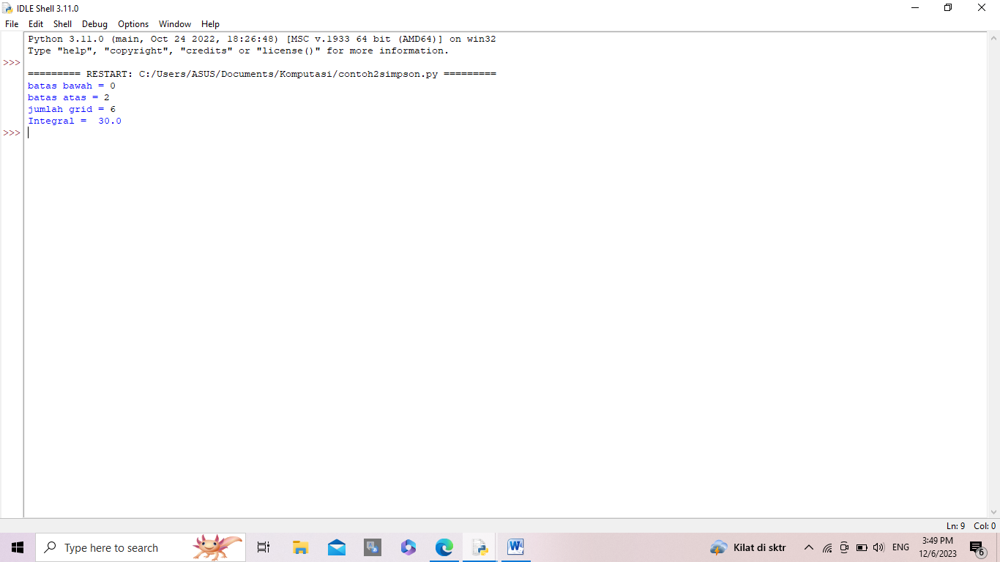 IDLE Shell 3.11.0
File Edit Shell Debug Options Window Help
Python 3.11.0 (main, Oct 24 2022, 18:26:48) [MSC v.1933 64 bit (AMD64)] on win32
Type "help", "copyright", "credits" or "license()" for more information.
>>>
========= RESTART: C:/Users/ASUS/Documents/Komputasi/contoh2simpson.py =========
batas bawah = 0
batas atas = 2
jumlah grid = 6
Integral =  30.0
>>>
Ln: 9 Col: 0
Type here to search
Kilat di sktr
ENG
3:49 PM
12/6/2023
6